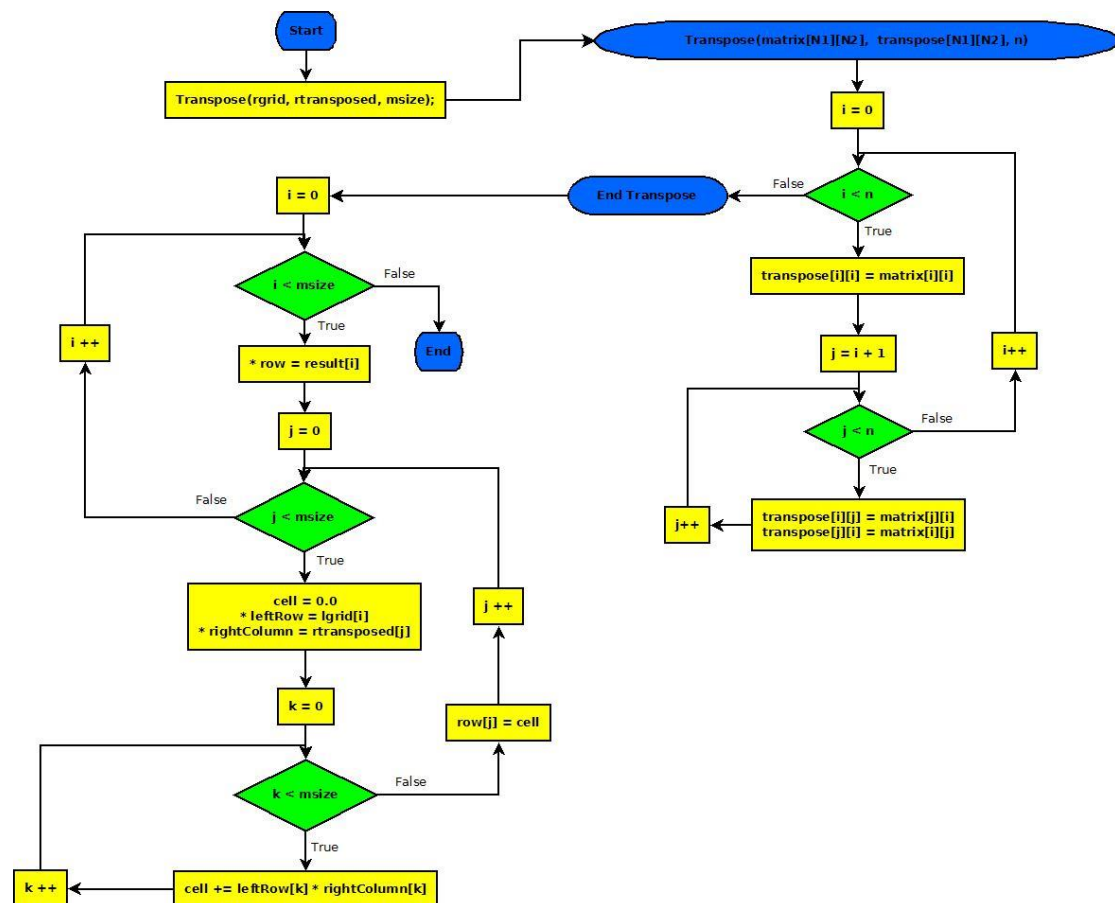 Start
Transpose(rgrid, rtransposed, msize);
Transpose(matrix[N1][N2], transpose[N1][N2], n)
i = 0
i < n
False
True
End Transpose
transpose[i][i] = matrix[i][i]
j = i + 1
i++
j < n
False
True
transpose[i][j] = matrix[j][i]
transpose[j][i] = matrix[i][j]
j++
i = 0
i < msize
False
True
End
i ++
* row = result[i]
j = 0
j < msize
False
True
cell = 0.0
* leftRow = lgrid[i]
* rightColumn = rtransposed[j]
j ++
k = 0
row[j] = cell
k < msize
False
True
k ++
cell += leftRow[k] * rightColumn[k]